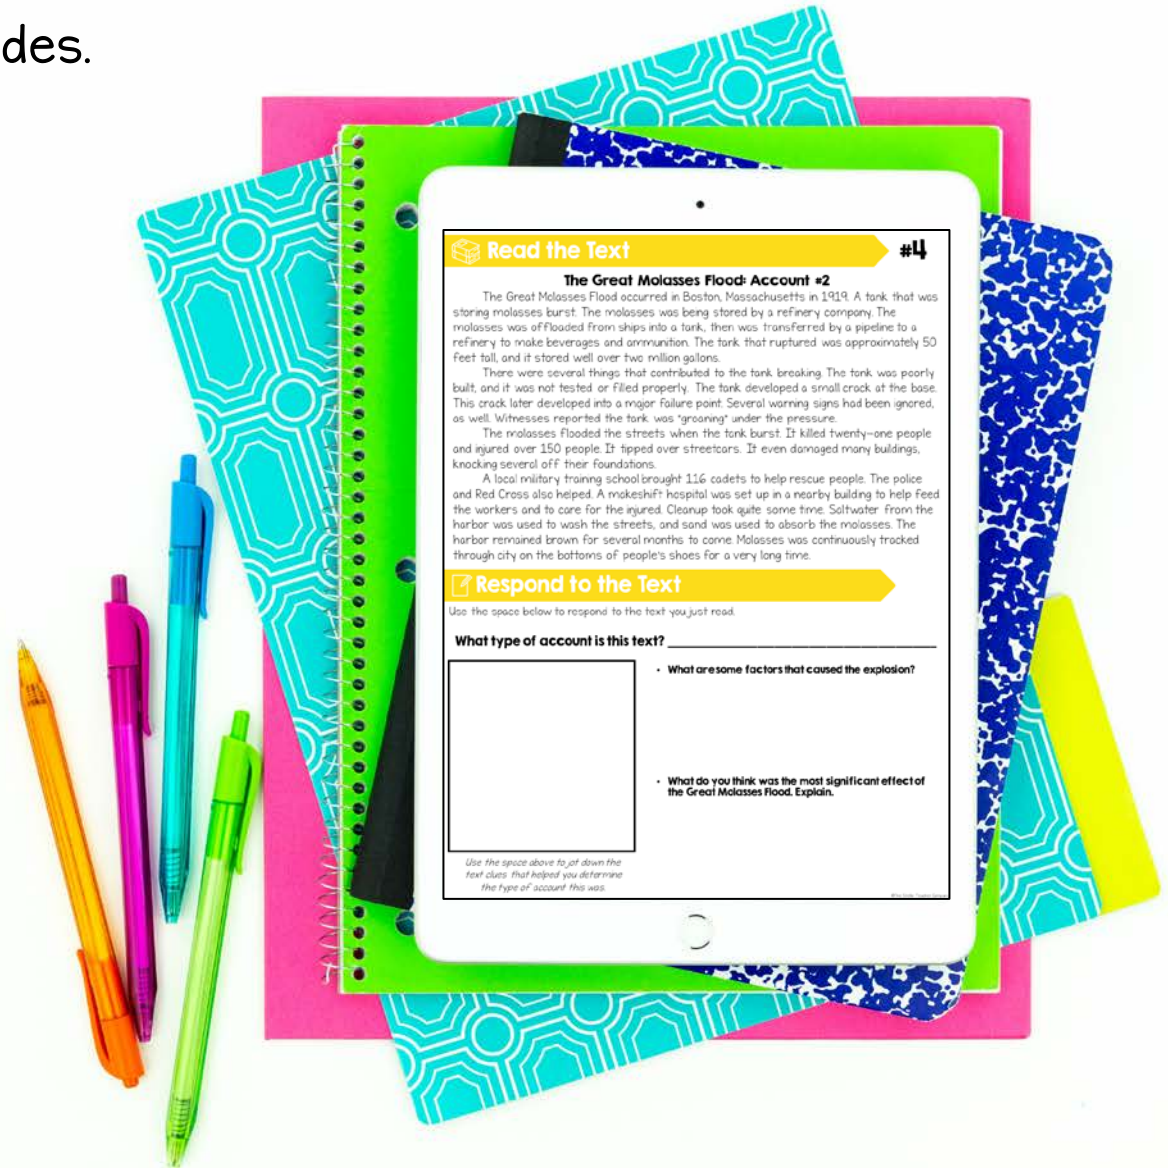 des.
Read the Text
#4
The Great Molasses Flood: Account #2
The Great Molasses Flood occurred in Boston, Massachusetts in 1919. A tank that was
storing molasses burst. The molasses was being stored by a refinery company. The
molasses was offloaded from ships into a tank, then was transferred by a pipeline to a
refinery to make beverages and ammunition. The tank that ruptured was approximately 50
feet tall, and it stored well over two million gallons.
There were several things that contributed to the tank breaking. The tank was poorly
built, and it was not tested or filled properly. The tank developed a small crack at the base.
This crack later developed into a major failure point. Several warning signs had been ignored,
as well. Witnesses reported the tank was "groaning" under the pressure.
The molasses flooded the streets when the tank burst. It killed twenty-one people
and injured over 150 people. It tipped over streetcars. It even damaged many buildings,
knocking several off their foundations.
A local military training school brought 116 cadets to help rescue people. The police
and Red Cross also helped. A makeshift hospital was set up in a nearby building to help feed
the workers and to care for the injured. Cleanup took quite some time. Saltwater from the
harbor was used to wash the streets, and sand was used to absorb the molasses. The
harbor remained brown for several months to come. Molasses was continuously tracked
through city on the bottoms of people's shoes for a very long time.
Respond to the Text
Use the space below to respond to the text you just read.
What type of account is this text?
• What are some factors that caused the explosion?
• What do you think was the most significant effect of
the Great Molasses Flood. Explain.
Use the space above to jot down the
text clues that helped you determine
the type of account this was.